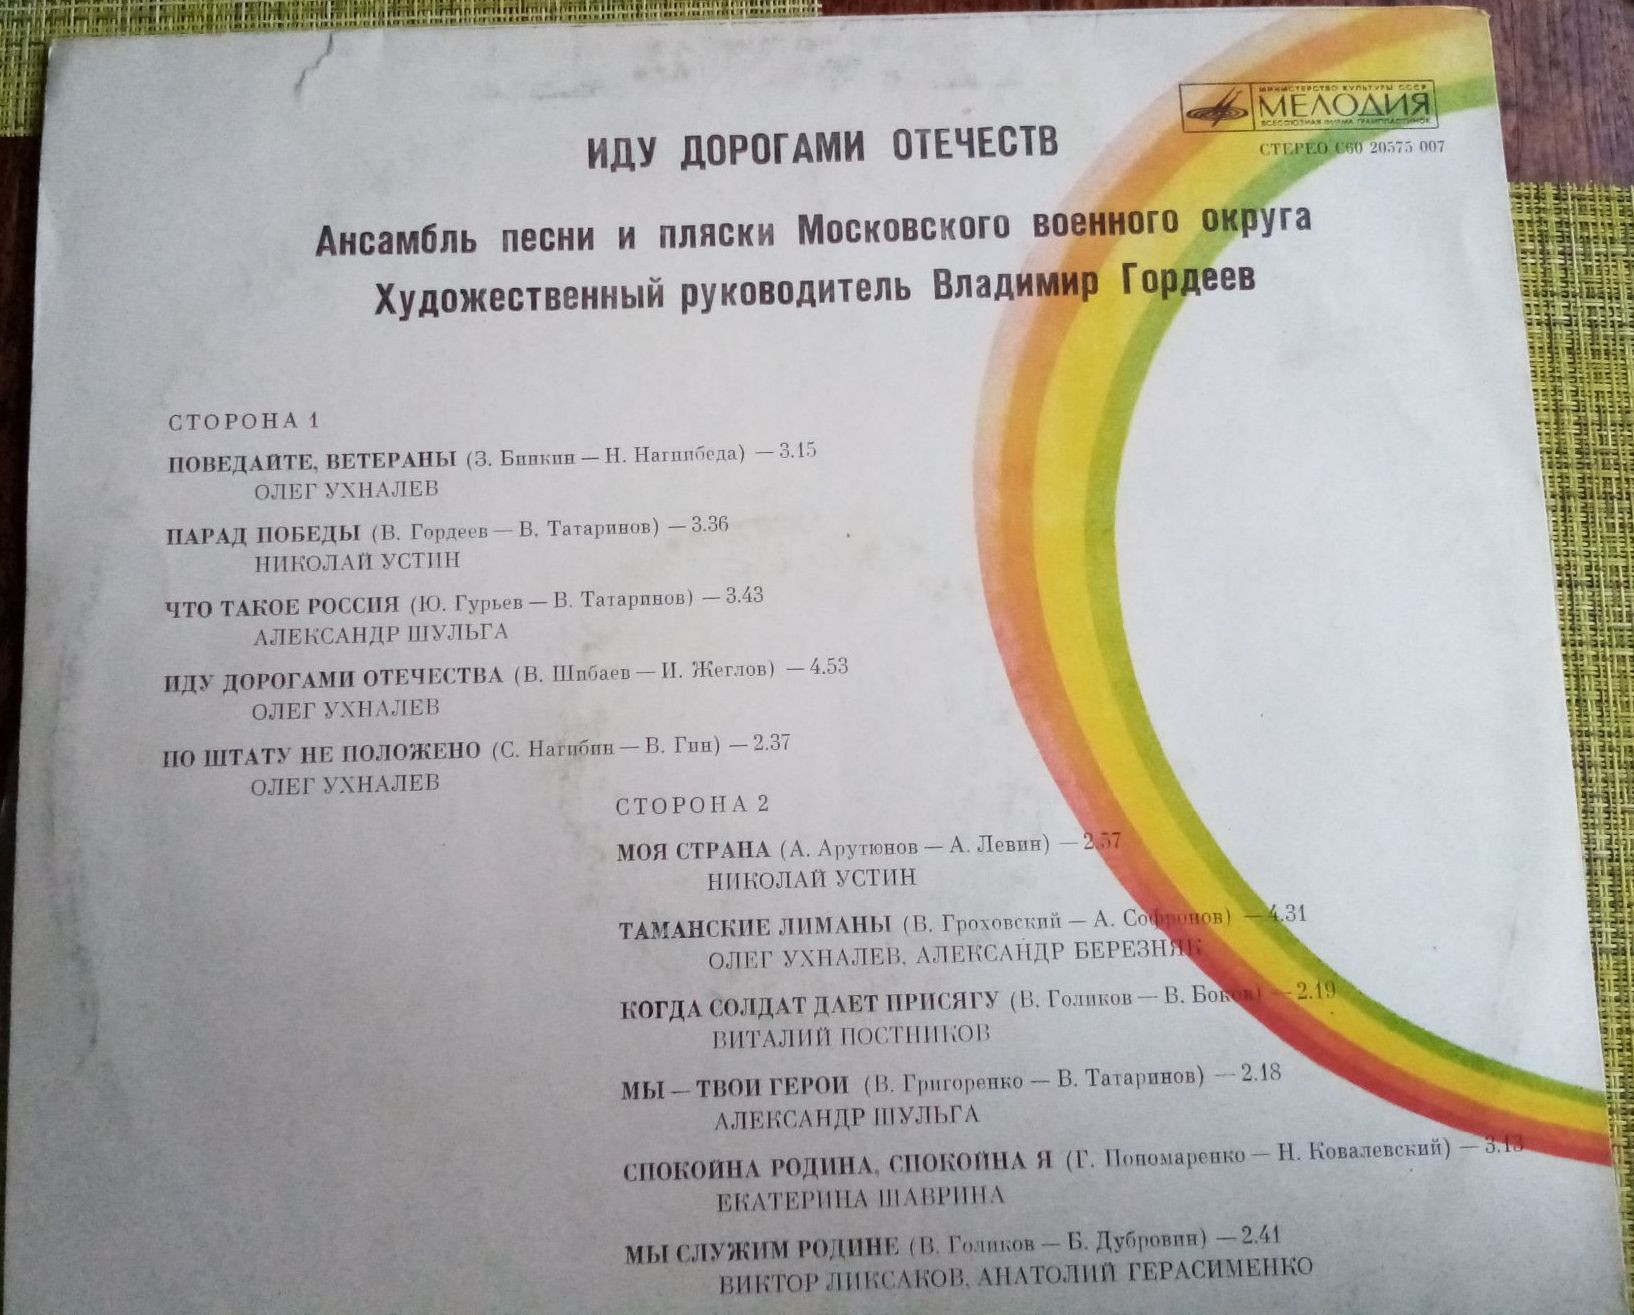 МИНИСТЕРСТВО КУЛЬТУРЫ СССР
МЕЛОДИЯ
ВСЕСОЮЗНАЯ ФИРМА ГРАМПЛАСТИНОК
СТЕРЕО С60 20575 007
ИДУ ДОРОГАМИ ОТЕЧЕСТВ
Ансамбль песни и пляски Московского военного округа
Художественный руководитель Владимир Гордеев
СТОРОНА 1
ПОВЕДАЙТЕ, ВЕТЕРАНЫ (З. Бинкин — Н. Нагнибеда) — 3.15
ОЛЕГ УХНАЛЕВ
ПАРАД ПОБЕДЫ (В. Гордеев — В. Татаринов) — 3.36
НИКОЛАЙ УСТИН
ЧТО ТАКОЕ РОССИЯ (Ю. Гурьев — В. Татаринов) — 3.43
АЛЕКСАНДР ШУЛЬГА
ИДУ ДОРОГАМИ ОТЕЧЕСТВА (В. Шибаев — И. Жеглов) — 4.53
ОЛЕГ УХНАЛЕВ
ПО ШТАТУ НЕ ПОЛОЖЕНО (С. Нагибин — В. Гин) — 2.37
ОЛЕГ УХНАЛЕВ
СТОРОНА 2
МОЯ СТРАНА (А. Арутюнов — А. Левин) — 2.57
НИКОЛАЙ УСТИН
ТАМАНСКИЕ ЛИМАНЫ (В. Гроховский — А. Софронов) — 4.31
ОЛЕГ УХНАЛЕВ, АЛЕКСАНДР БЕРЕЗНЯК
КОГДА СОЛДАТ ДАЕТ ПРИСЯГУ (В. Голиков — В. Боков) — 2.19
ВИТАЛИЙ ПОСТНИКОВ
МЫ — ТВОИ ГЕРОИ (В. Григоренко — В. Татаринов) — 2.18
АЛЕКСАНДР ШУЛЬГА
СПОКОЙНА РОДИНА, СПОКОЙНА Я (Г. Пономаренко — Н. Ковалевский) — 3.13
ЕКАТЕРИНА ШАВРИНА
МЫ СЛУЖИМ РОДИНЕ (В. Голиков — Б. Дубровин) — 2.41
ВИКТОР ЛИКСАКОВ, АНАТОЛИЙ ГЕРАСИМЕНКО